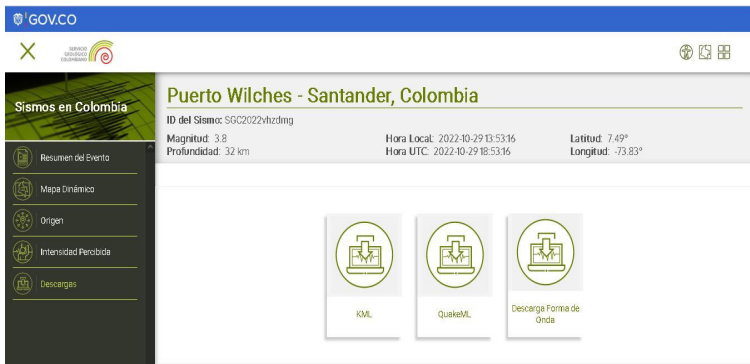 GOV.CO
SERVICIO
GEOLÓGICO
COLOMBIANO
Sismos en Colombia
Resumen del Evento
Mapa Dinámico
Origen
Intensidad Percibida
Descargas
Puerto Wilches - Santander, Colombia
ID del Sismo: SGC2022vhzdmg
Magnitud: 3.8 Hora Local: 2022-10-29 13:53:16 Latitud: 7.49°
Profundidad: 32 km Hora UTC: 2022-10-29 18:53:16 Longitud: -73.83°
KML
QuakeML
Descarga Forma de
Onda